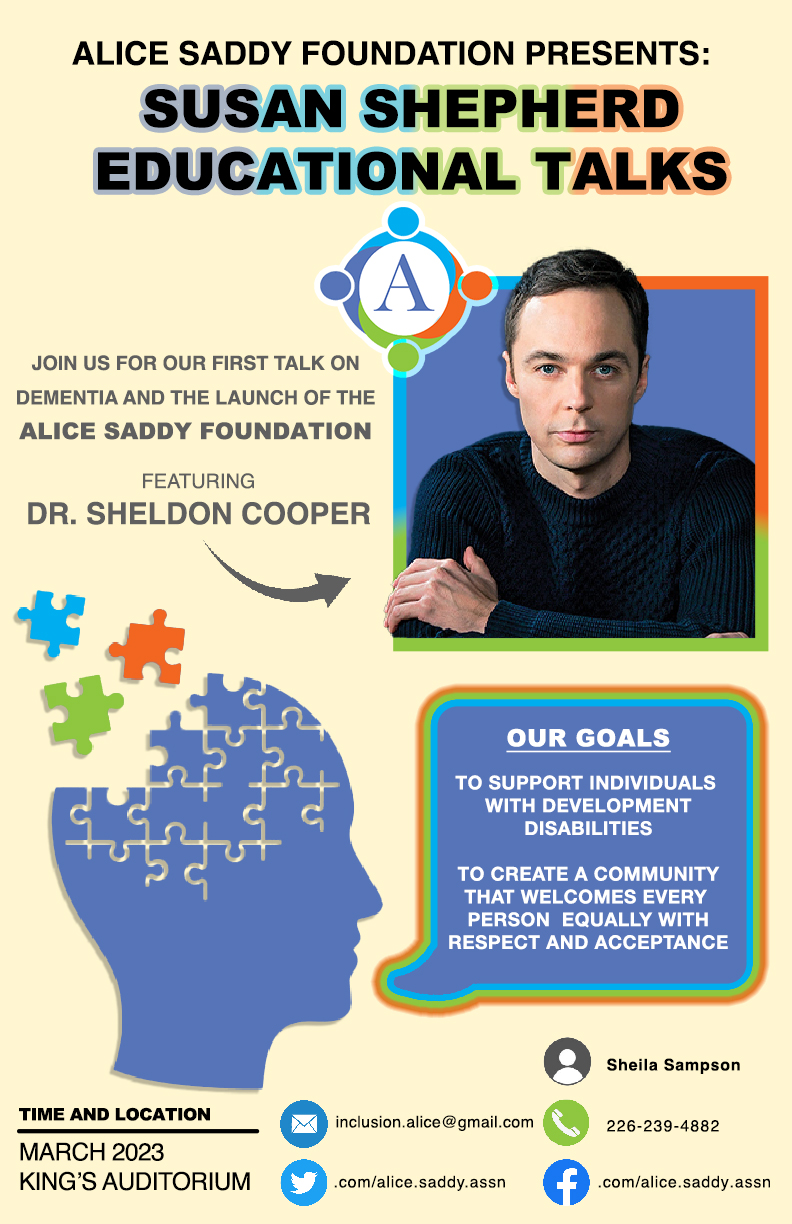 ALICE SADDY FOUNDATION PRESENTS:
SUSAN SHEPHERD
EDUCATIONAL TALKS
A
JOIN US FOR OUR FIRST TALK ON
DEMENTIA AND THE LAUNCH OF THE
ALICE SADDY FOUNDATION
FEATURING
DR. SHELDON COOPER
OUR GOALS
TO SUPPORT INDIVIDUALS
WITH DEVELOPMENT
DISABILITIES
TO CREATE A COMMUNITY
THAT WELCOMES EVERY
PERSON EQUALLY WITH
RESPECT AND ACCEPTANCE
Sheila Sampson
TIME AND LOCATION
MARCH 2023
KING'S AUDITORIUM
inclusion.alice@gmail.com
226-239-4882
.com/alice.saddy.assn
.com/alice.saddy.assn